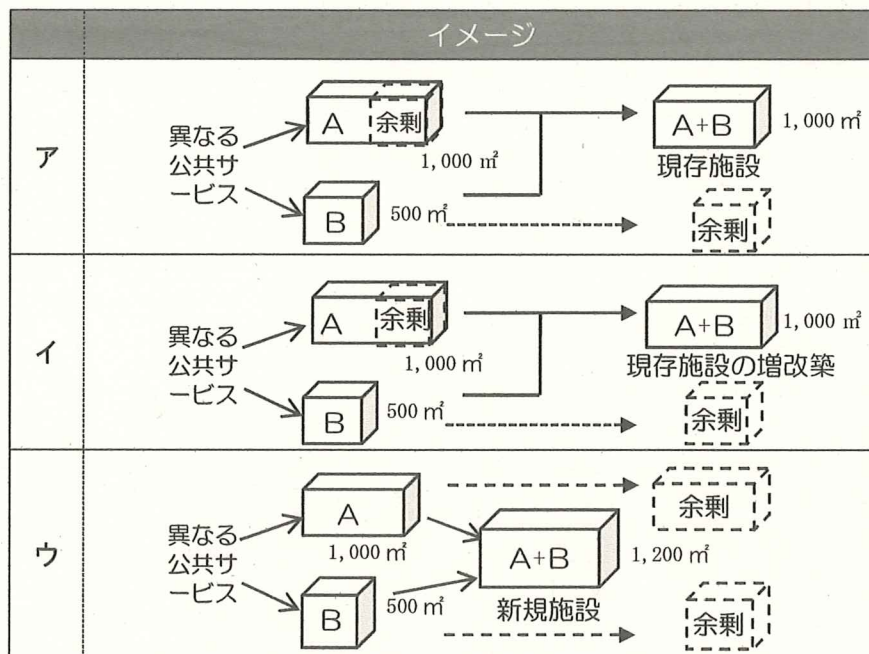 イメージ
ア
異なる
公共サ
ービス
A
余剰
1,000 ㎡
B
500 ㎡
A+B
1,000 ㎡
現存施設
余剰
イ
異なる
公共サ
ービス
A
余剰
1,000 ㎡
B
500 ㎡
A+B
1,000 ㎡
現存施設の増改築
余剰
ウ
異なる
公共サ
ービス
A
1,000 ㎡
B
500 ㎡
A+B
1,200 ㎡
新規施設
余剰
余剰